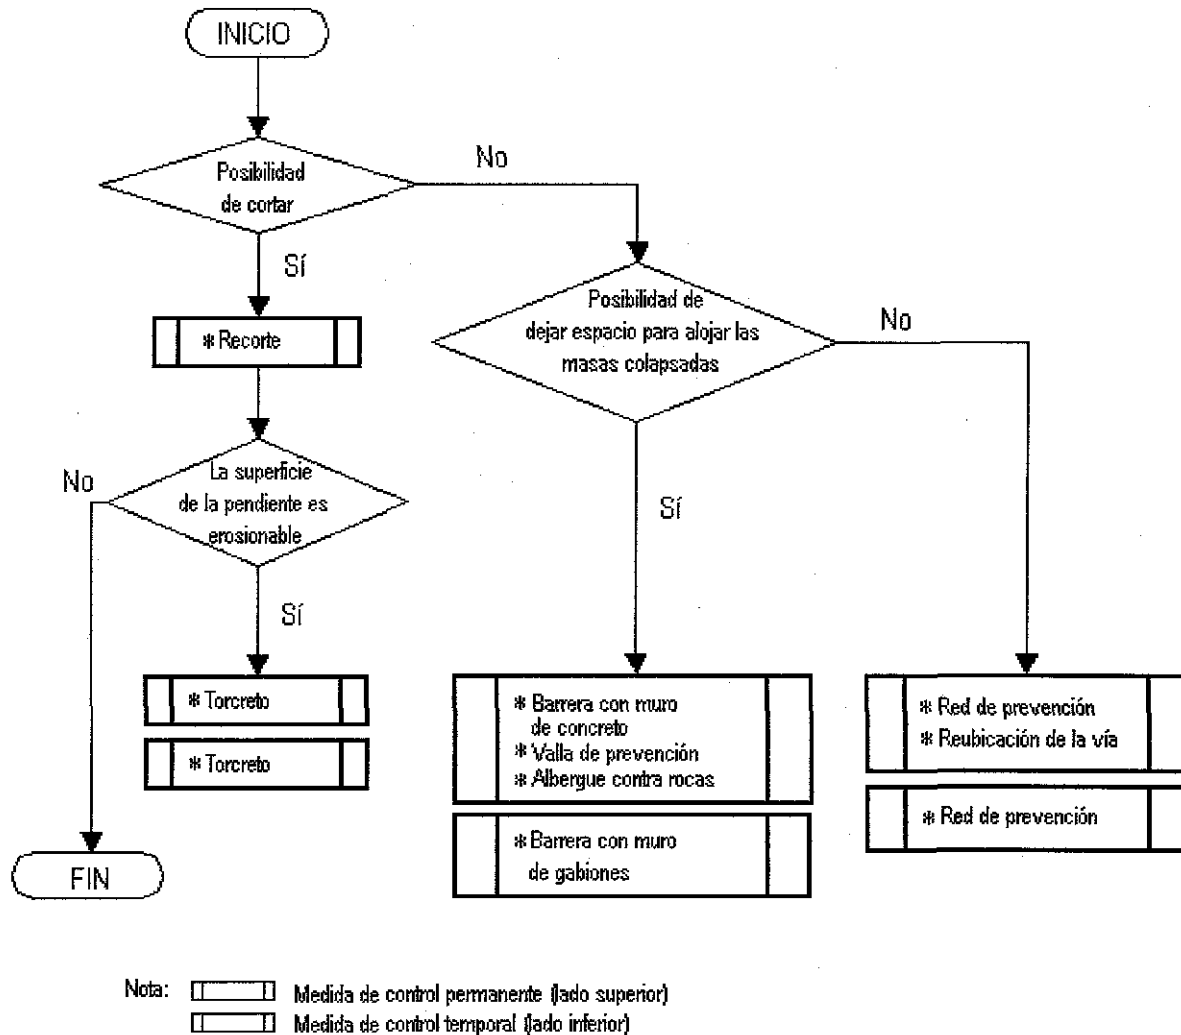 INICIO
Posibilidad
de cortar
No
Sí
* Recorte
Posibilidad de
dejar espacio para alojar las
masas colapsadas
No
La superficie
de la pendiente es
erosionable
No
Sí
Sí
* Torcreto
* Torcreto
* Barrera con muro
de concreto
* Valla de prevención
* Albergue contra rocas
* Barrera con muro
de gabiones
* Red de prevención
* Reubicación de la vía
* Red de prevención
FIN
Nota: Medida de control permanente (lado superior)
Medida de control temporal (lado inferior)